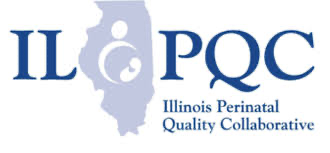 IL PQC
Illinois Perinatal
Quality Collaborative